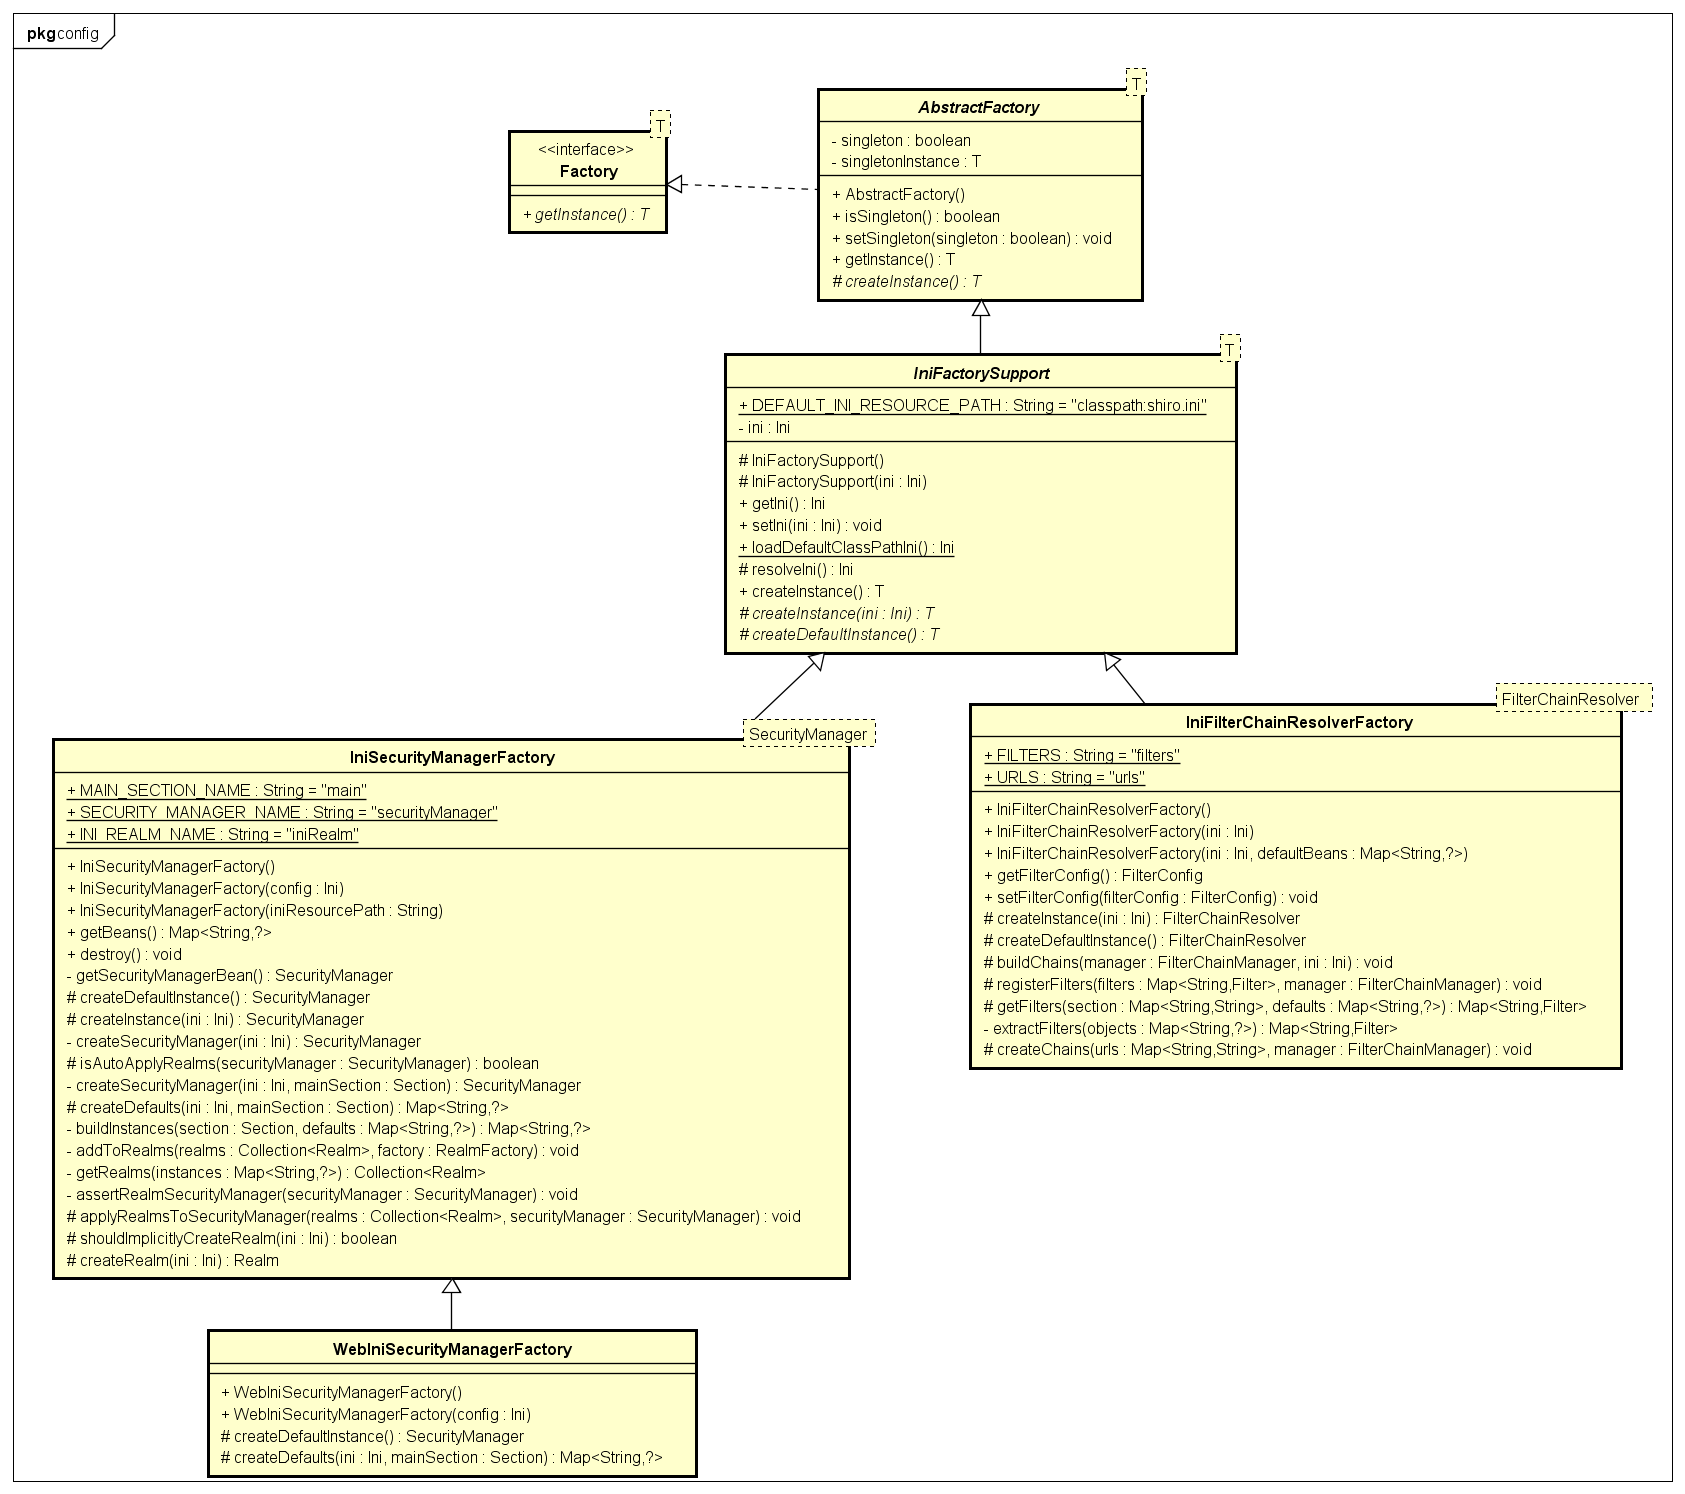 pkg config
T
<<interface>>
Factory
+ getInstance() : T
T
AbstractFactory
- singleton : boolean
- singletonInstance : T
+ AbstractFactory()
+ isSingleton() : boolean
+ setSingleton(singleton : boolean) : void
+ getInstance() : T
# createInstance() : T
T
IniFactorySupport
+ DEFAULT_INI_RESOURCE_PATH : String = "classpath:shiro.ini"
- ini : Ini
# IniFactorySupport()
# IniFactorySupport(ini : Ini)
+ getIni() : Ini
+ setIni(ini : Ini) : void
+ loadDefaultClassPathIni() : Ini
# resolveIni() : Ini
+ createInstance() : T
# createInstance(ini : Ini) : T
# createDefaultInstance() : T
SecurityManager
IniSecurityManagerFactory
+ MAIN_SECTION_NAME : String = "main"
+ SECURITY_MANAGER_NAME : String = "securityManager"
+ INI_REALM_NAME : String = "iniRealm"
+ IniSecurityManagerFactory()
+ IniSecurityManagerFactory(config : Ini)
+ IniSecurityManagerFactory(iniResourcePath : String)
+ getBeans() : Map<String,?>
+ destroy() : void
- getSecurityManagerBean() : SecurityManager
# createDefaultInstance() : SecurityManager
# createInstance(ini : Ini) : SecurityManager
- createSecurityManager(ini : Ini) : SecurityManager
# isAutoApplyRealms(securityManager : SecurityManager) : boolean
- createSecurityManager(ini : Ini, mainSection : Section) : SecurityManager
# createDefaults(ini : Ini, mainSection : Section) : Map<String,?>
- buildInstances(section : Section, defaults : Map<String,?>) : Map<String,?>
- addToRealms(realms : Collection<Realm>, factory : RealmFactory) : void
- getRealms(instances : Map<String,?>) : Collection<Realm>
- assertRealmSecurityManager(securityManager : SecurityManager) : void
# applyRealmsToSecurityManager(realms : Collection<Realm>, securityManager : SecurityManager) : void
# shouldImplicitlyCreateRealm(ini : Ini) : boolean
# createRealm(ini : Ini) : Realm
FilterChainResolver
IniFilterChainResolverFactory
+ FILTERS : String = "filters"
+ URLS : String = "urls"
+ IniFilterChainResolverFactory()
+ IniFilterChainResolverFactory(ini : Ini)
+ IniFilterChainResolverFactory(ini : Ini, defaultBeans : Map<String,?>)
+ getFilterConfig() : FilterConfig
+ setFilterConfig(filterConfig : FilterConfig) : void
# createInstance(ini : Ini) : FilterChainResolver
# createDefaultInstance() : FilterChainResolver
# buildChains(manager : FilterChainManager, ini : Ini) : void
# registerFilters(filters : Map<String,Filter>, manager : FilterChainManager) : void
# getFilters(section : Map<String,String>, defaults : Map<String,?>) : Map<String,Filter>
- extractFilters(objects : Map<String,?>) : Map<String,Filter>
# createChains(urls : Map<String,String>, manager : FilterChainManager) : void
WebIniSecurityManagerFactory
+ WebIniSecurityManagerFactory()
+ WebIniSecurityManagerFactory(config : Ini)
# createDefaultInstance() : SecurityManager
# createDefaults(ini : Ini, mainSection : Section) : Map<String,?>